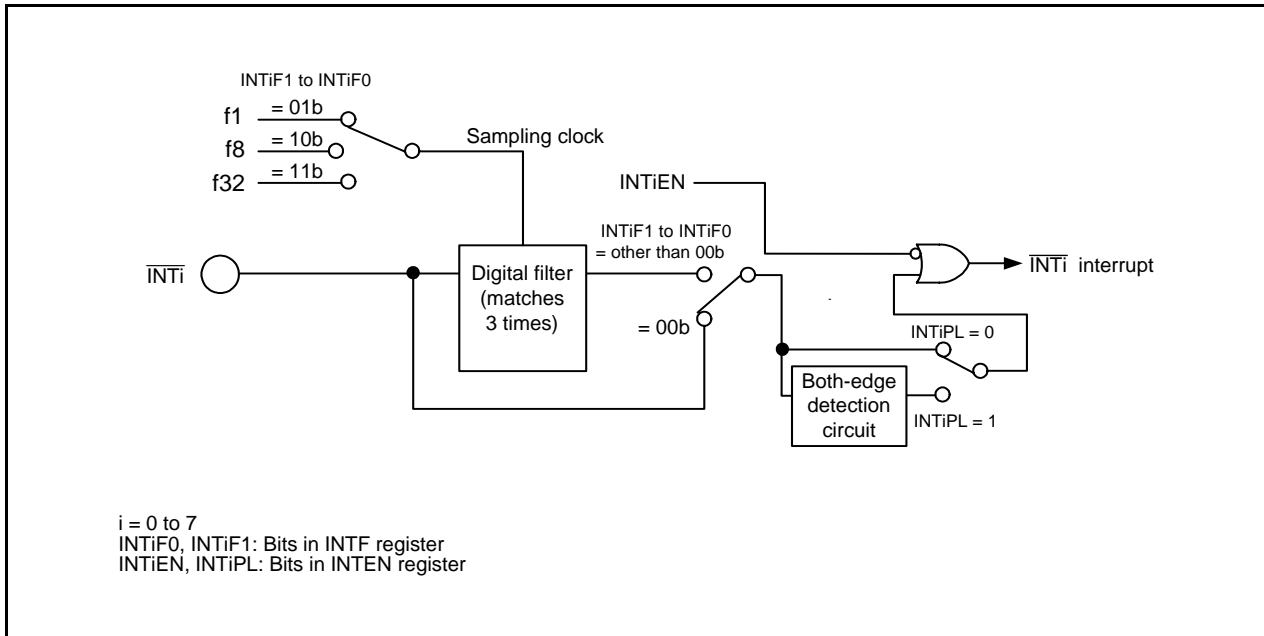 INTiF1 to INTiF0
f1
= 01b
f8
= 10b
f32
= 11b
Sampling clock
INTiEN
INTiF1 to INTiF0
= other than 00b
INTi
Digital filter
(matches
3 times)
= 00b
INTi interrupt
INTiPL = 0
Both-edge
detection
circuit
INTiPL = 1
i = 0 to 7
INTiF0, INTiF1: Bits in INTF register
INTiEN, INTiPL: Bits in INTEN register